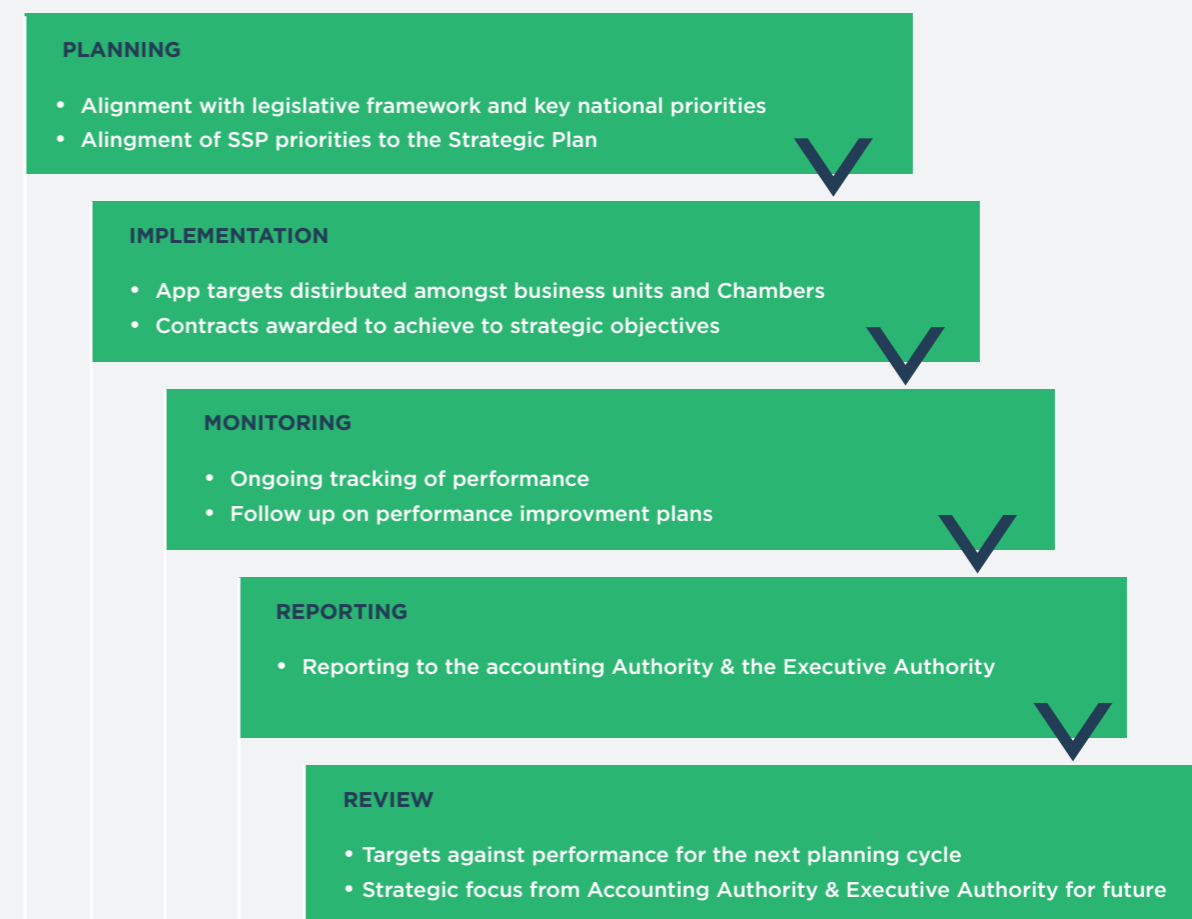 PLANNING
• Alignment with legislative framework and key national priorities
• Alingment of SSP priorities to the Strategic Plan
IMPLEMENTATION
• App targets distirbuted amongst business units and Chambers
• Contracts awarded to achieve to strategic objectives
MONITORING
• Ongoing tracking of performance
• Follow up on performance improvment plans
REPORTING
• Reporting to the accounting Authority & the Executive Authority
REVIEW
• Targets against performance for the next planning cycle
• Strategic focus from Accounting Authority & Executive Authority for future